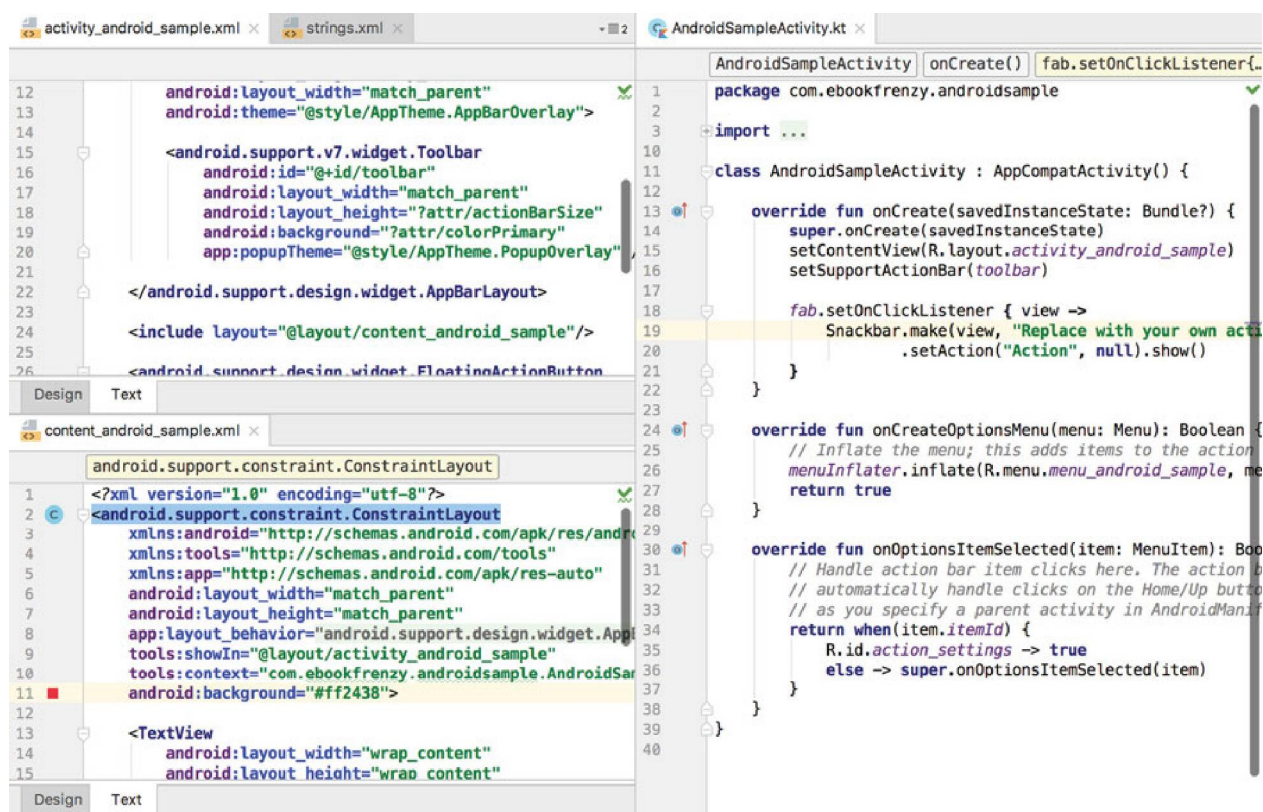 activity_android_sample.xml × strings.xml × 2
12 android:layout_width="match_parent"
13 android:theme="@style/AppTheme.AppBarOverlay">
14
15 <android.support.v7.widget.Toolbar
16 android:id="@+id/toolbar"
17 android:layout_width="match_parent"
18 android:layout_height="?attr/actionBarSize"
19 android:background="?attr/colorPrimary"
20 app:popupTheme="@style/AppTheme.PopupOverlay" /
21
22 </android.support.design.widget.AppBarLayout>
23
24 <include layout="@layout/content_android_sample"/>
25
26 <android.support.design.widget.FloatingActionButton
Design Text
content_android_sample.xml ×
android.support.constraint.ConstraintLayout
1 <?xml version="1.0" encoding="utf-8"?>
2 <android.support.constraint.ConstraintLayout
3 xmlns:android="http://schemas.android.com/apk/res/andro
4 xmlns:tools="http://schemas.android.com/tools"
5 xmlns:app="http://schemas.android.com/apk/res-auto"
6 android:layout_width="match_parent"
7 android:layout_height="match_parent"
8 app:layout_behavior="android.support.design.widget.App
9 tools:showIn="@layout/activity_android_sample"
10 tools:context="com.ebookfrenzy.androidsample.AndroidSa
11 android:background="#ff2438">
12
13 <TextView
14 android:layout_width="wrap_content"
15 android:layout_height="wrap_content"
Design Text
AndroidSampleActivity.kt ×
AndroidSampleActivity onCreate() fab.setOnClickListener{…
1 package com.ebookfrenzy.androidsample
2
3 import ...
10
11 class AndroidSampleActivity : AppCompatActivity() {
12
13 override fun onCreate(savedInstanceState: Bundle?) {
14 super.onCreate(savedInstanceState)
15 setContentView(R.layout.activity_android_sample)
16 setSupportActionBar(toolbar)
17
18 fab.setOnClickListener { view ->
19 Snackbar.make(view, "Replace with your own acti
20 .setAction("Action", null).show()
21 }
22 }
23
24 override fun onCreateOptionsMenu(menu: Menu): Boolean {
25 // Inflate the menu; this adds items to the action
26 menuInflater.inflate(R.menu.menu_android_sample, me
27 return true
28 }
29
30 override fun onOptionsItemSelected(item: MenuItem): Boo
31 // Handle action bar item clicks here. The action b
32 // automatically handle clicks on the Home/Up butto
33 // as you specify a parent activity in AndroidManif
34 return when(item.itemId) {
35 R.id.action_settings -> true
36 else -> super.onOptionsItemSelected(item)
37 }
38 }
39 }
40